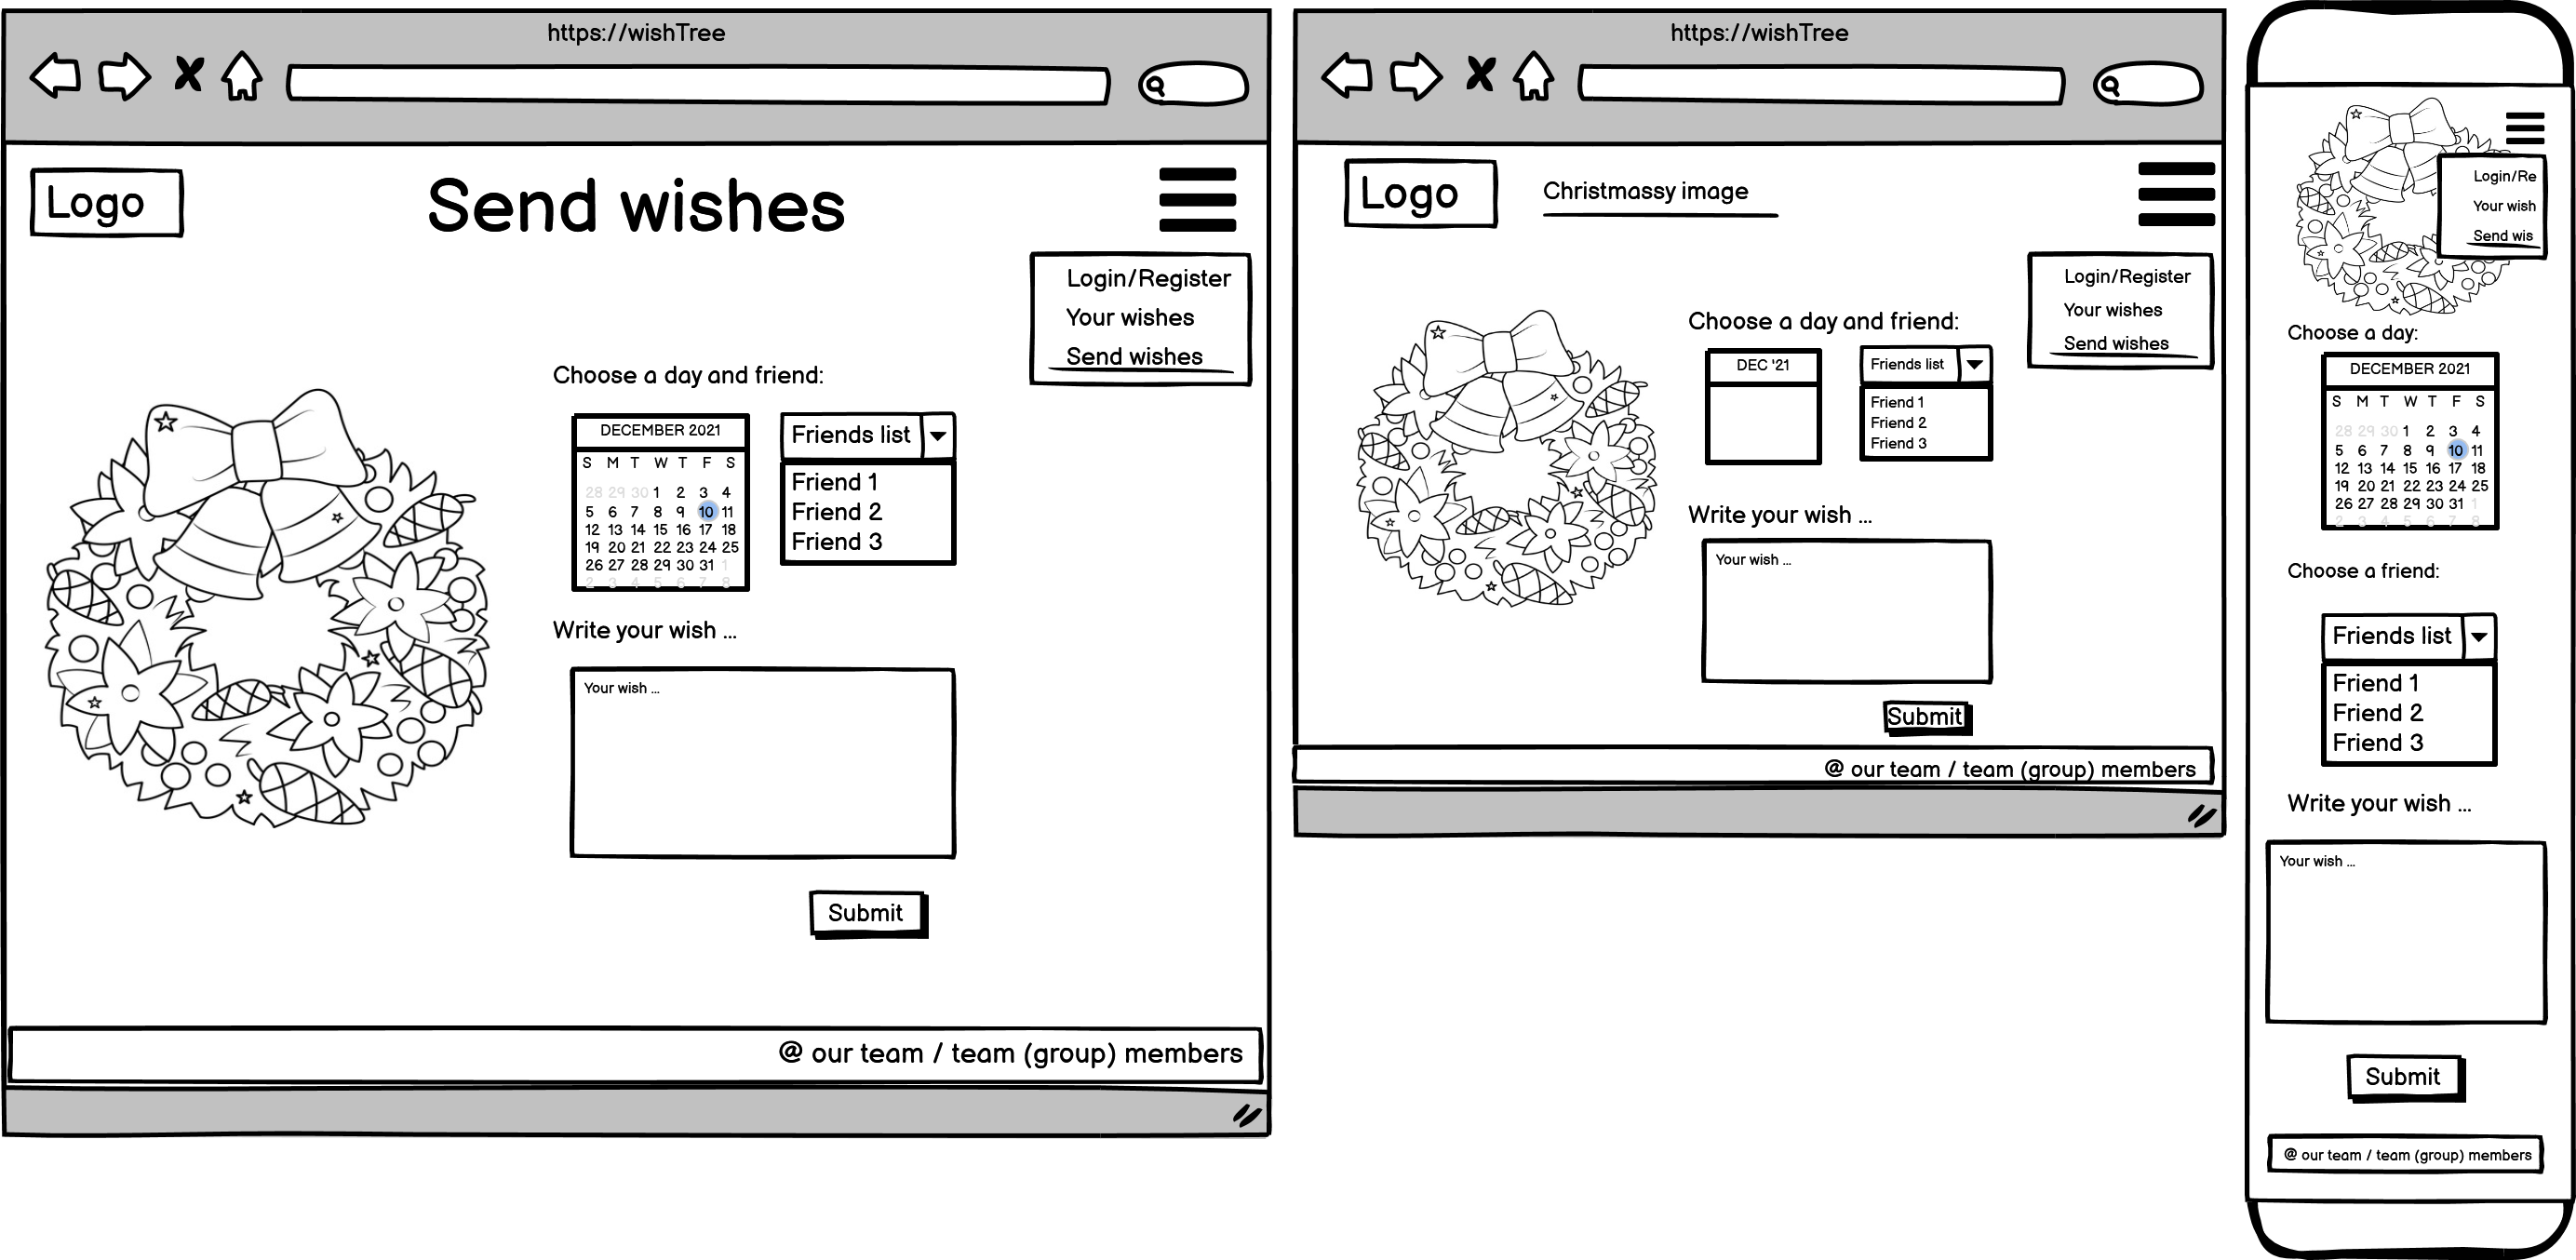 https://wishTree
Logo
Send wishes
Login/Register
Your wishes
Send wishes
Choose a day and friend:
DECEMBER 2021
S M T W T F S
28 29 30 1 2 3 4
5 6 7 8 9 10 11
12 13 14 15 16 17 18
19 20 21 22 23 24 25
26 27 28 29 30 31 1
2 3 4 5 6 7 8
Friends list
Friend 1
Friend 2
Friend 3
Write your wish ...
Your wish ...
Submit
@ our team / team (group) members
https://wishTree
Logo
Christmassy image
Login/Register
Your wishes
Send wishes
Choose a day and friend:
DEC '21
Friends list
Friend 1
Friend 2
Friend 3
Write your wish ...
Your wish ...
Submit
@ our team / team (group) members
Login/Re
Your wish
Send wis
Choose a day:
DECEMBER 2021
S M T W T F S
28 29 30 1 2 3 4
5 6 7 8 9 10 11
12 13 14 15 16 17 18
19 20 21 22 23 24 25
26 27 28 29 30 31 1
2 3 4 5 6 7 8
Choose a friend:
Friends list
Friend 1
Friend 2
Friend 3
Write your wish ...
Your wish ...
Submit
@ our team / team (group) members